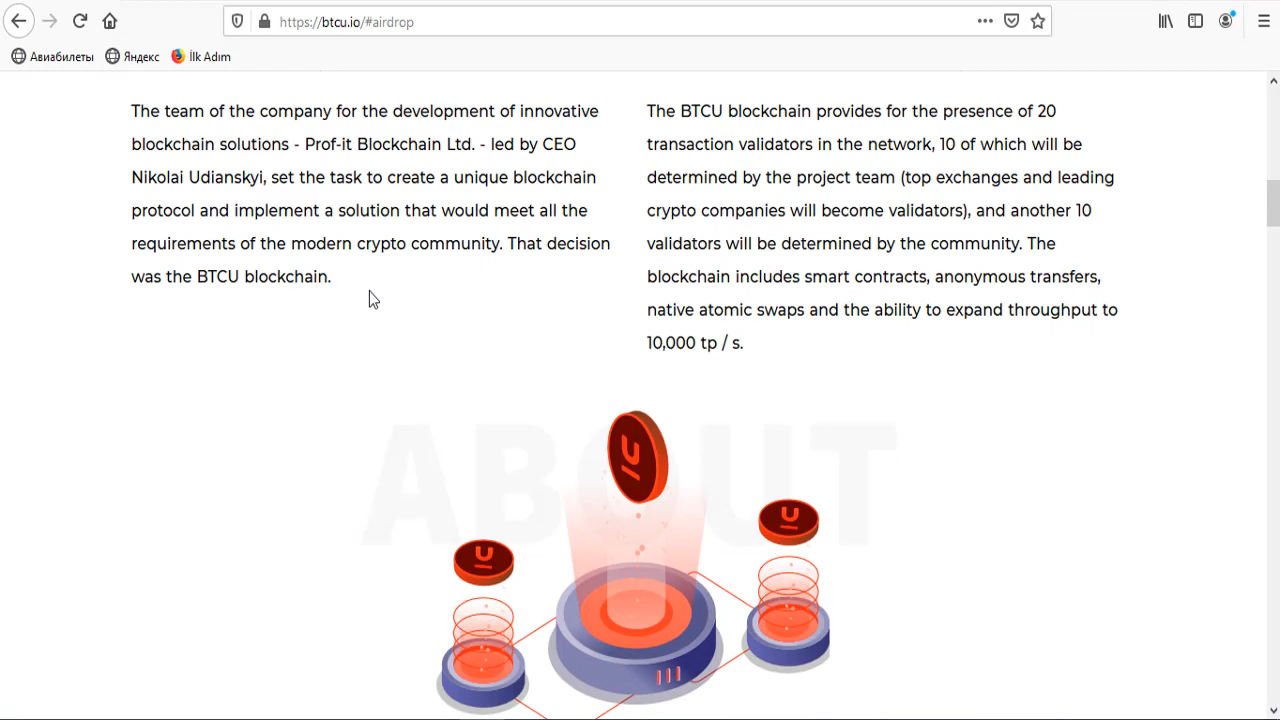 https://btcu.io/#airdrop
Авиабилеты Яндекс İlk Adım
The team of the company for the development of innovative
blockchain solutions - Prof-it Blockchain Ltd. - led by CEO
Nikolai Udianskyi, set the task to create a unique blockchain
protocol and implement a solution that would meet all the
requirements of the modern crypto community. That decision
was the BTCU blockchain.
The BTCU blockchain provides for the presence of 20
transaction validators in the network, 10 of which will be
determined by the project team (top exchanges and leading
crypto companies will become validators), and another 10
validators will be determined by the community. The
blockchain includes smart contracts, anonymous transfers,
native atomic swaps and the ability to expand throughput to
10,000 tp / s.
ABOUT